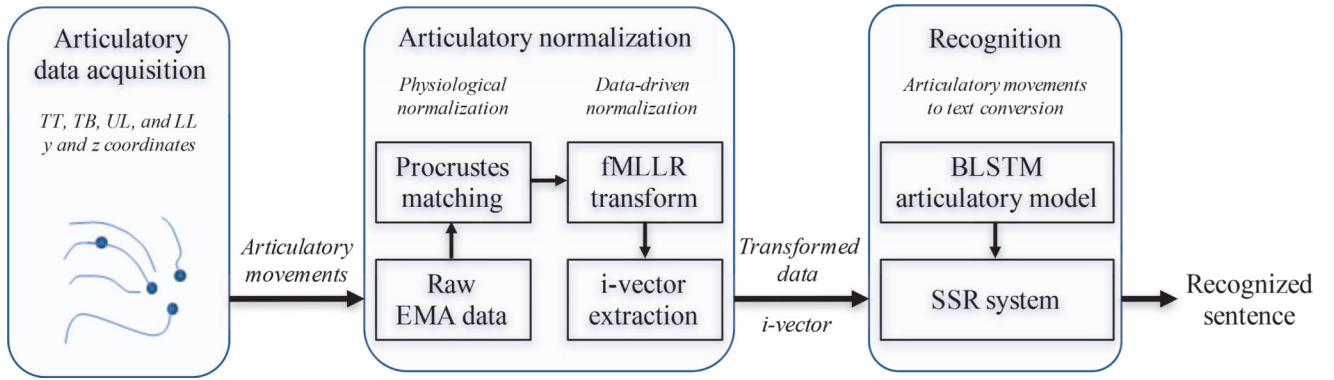 Articulatory
data acquisition
TT, TB, UL, and LL
y and z coordinates
Articulatory
movements
Articulatory normalization
Physiological
normalization
Data-driven
normalization
Procrustes
matching
fMLLR
transform
Raw
EMA data
i-vector
extraction
Transformed
data
i-vector
Recognition
Articulatory movements
to text conversion
BLSTM
articulatory model
SSR system
Recognized
sentence